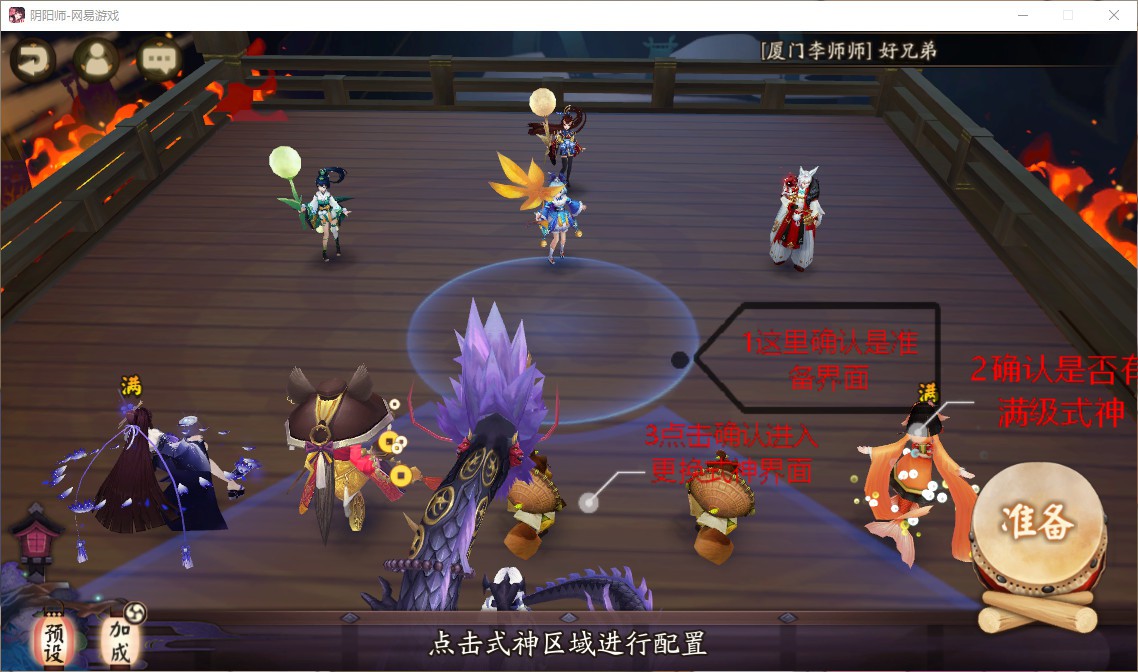 阴阳师-网易游戏
[厦门李师师] 好兄弟
1这里确认是准
备界面
2确认是否有
满级式神
满
满
3点击确认进入
更换式神界面
准备
预设
加成
点击式神区域进行配置